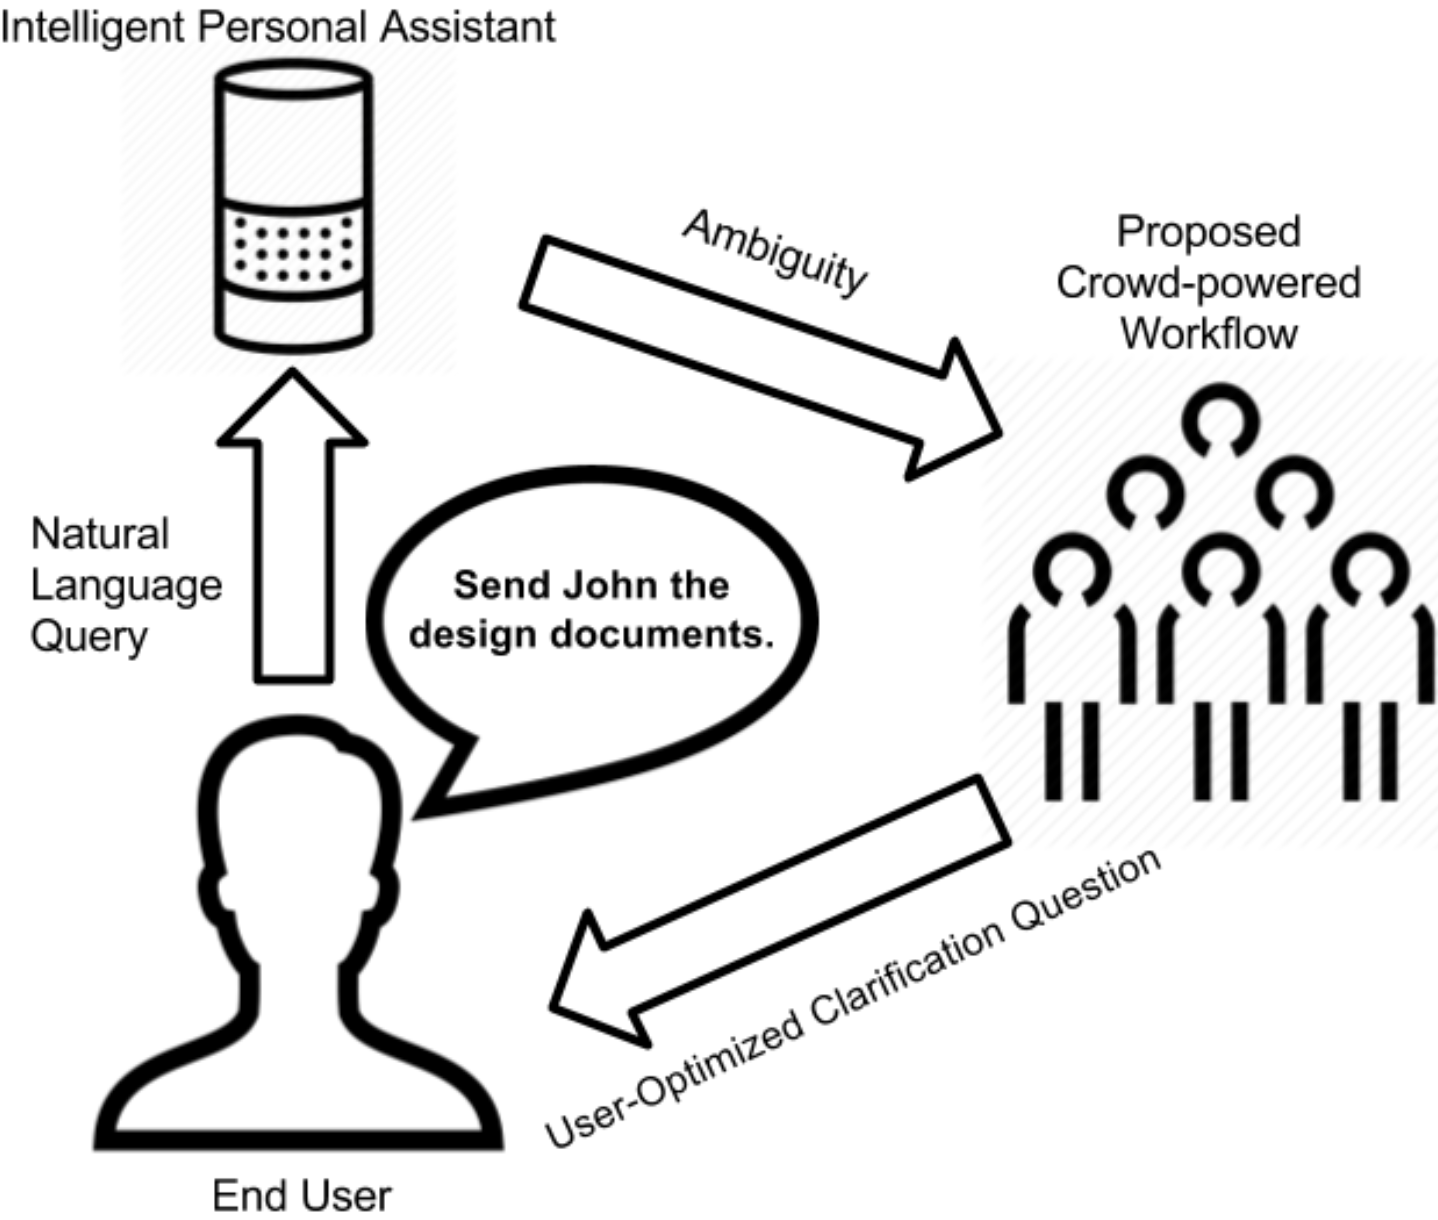 Intelligent Personal Assistant
Ambiguity
Proposed
Crowd-powered
Workflow
Natural
Language
Query
Send John the
design documents.
User-Optimized Clarification Question
End User